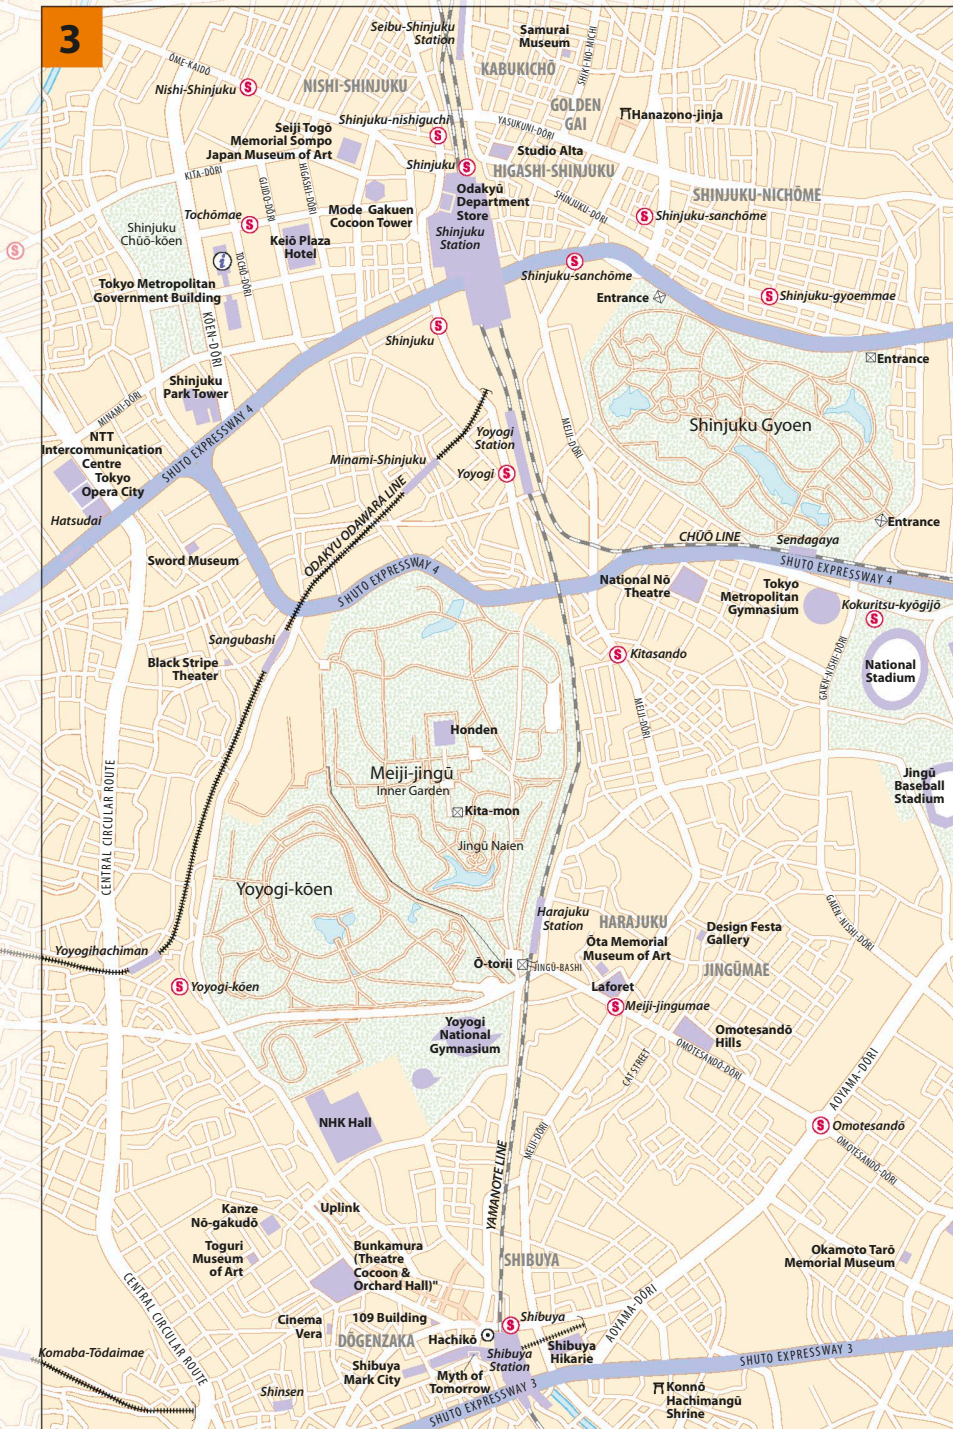 3
Seibu-Shinjuku
Station
Samurai
Museum
SHIKI-NO-MICHI
ŌME-KAIDŌ
Nishi-Shinjuku
NISHI-SHINJUKU
KABUKICHŌ
GOLDEN
GAI
Hanazono-jinja
Shinjuku-nishiguchi
YASUKUNI-DŌRI
Seiji Togō
Memorial Sompo
Japan Museum of Art
Studio Alta
Shinjuku
HIGASHI-SHINJUKU
KITA-DŌRI
GIJIDO-DŌRI
HIGASHI-DŌRI
Odakyū
Department
Store
SHINJUKU-DŌRI
SHINJUKU-NICHŌME
Mode Gakuen
Cocoon Tower
Tochōmae
Shinjuku-sanchōme
Shinjuku
Chūō-kōen
Keiō Plaza
Hotel
Shinjuku
Station
S
i
TOCHŌ-DŌRI
Shinjuku-sanchōme
Tokyo Metropolitan
Government Building
Entrance
Shinjuku-gyoemmae
KŌEN-DŌRI
Shinjuku
Entrance
Shinjuku
Park Tower
MINAMI-DŌRI
SHUTO EXPRESSWAY 4
NTT
Intercommunication
Centre
Tokyo
Opera City
Hatsudai
Yoyogi
Station
Minami-Shinjuku
Yoyogi
MEIJI-DŌRI
Shinjuku Gyoen
Entrance
ODAKYU ODAWARA LINE
CHŪŌ LINE
Sendagaya
Sword Museum
SHUTO EXPRESSWAY 4
SHUTO EXPRESSWAY 4
National Nō
Theatre
Tokyo
Metropolitan
Gymnasium
Kokuritsu-kyōgijō
Sangubashi
Kitasando
Black Stripe
Theater
GAIEN-NISHI-DŌRI
National
Stadium
MEIJI-DŌRI
Honden
Meiji-jingū
Inner Garden
CENTRAL CIRCULAR ROUTE
Jingū
Baseball
Stadium
Kita-mon
Jingū Naien
Yoyogi-kōen
Harajuku
Station
HARAJUKU
Design Festa
Gallery
GAIEN-NISHI-DŌRI
Yoyogihachiman
Ōta Memorial
Museum of Art
Ō-torii
JINGŪ-BASHI
JINGŪMAE
Yoyogi-kōen
Laforet
Meiji-jingumae
Yoyogi
National
Gymnasium
Omotesandō
Hills
OMOTESANDŌ-DŌRI
CAT STREET
AOYAMA-DŌRI
NHK Hall
MEIJI-DŌRI
Omotesandō
OMOTESANDŌ-DŌRI
YAMANOTE LINE
Kanze
Nō-gakudō
Uplink
Toguri
Museum
of Art
Bunkamura
(Theatre
Cocoon &
Orchard Hall)"
SHIBUYA
Okamoto Tarō
Memorial Museum
CENTRAL CIRCULAR ROUTE
Cinema
Vera
109 Building
Shibuya
AOYAMA-DŌRI
DŌGENZAKA
Hachikō
Shibuya
Station
Shibuya
Hikarie
Komaba-Tōdaimae
Shibuya
Mark City
Myth of
Tomorrow
SHUTO EXPRESSWAY 3
Shinsen
SHUTO EXPRESSWAY 3
Konnō
Hachimangū
Shrine